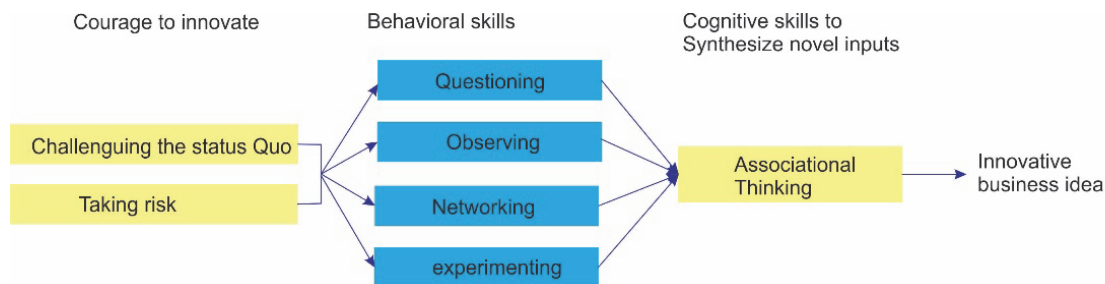 Courage to innovate
Behavioral skills
Cognitive skills to
Synthesize novel inputs
Challenguing the status Quo
Taking risk
Questioning
Observing
Networking
experimenting
Associational
Thinking
Innovative
business idea